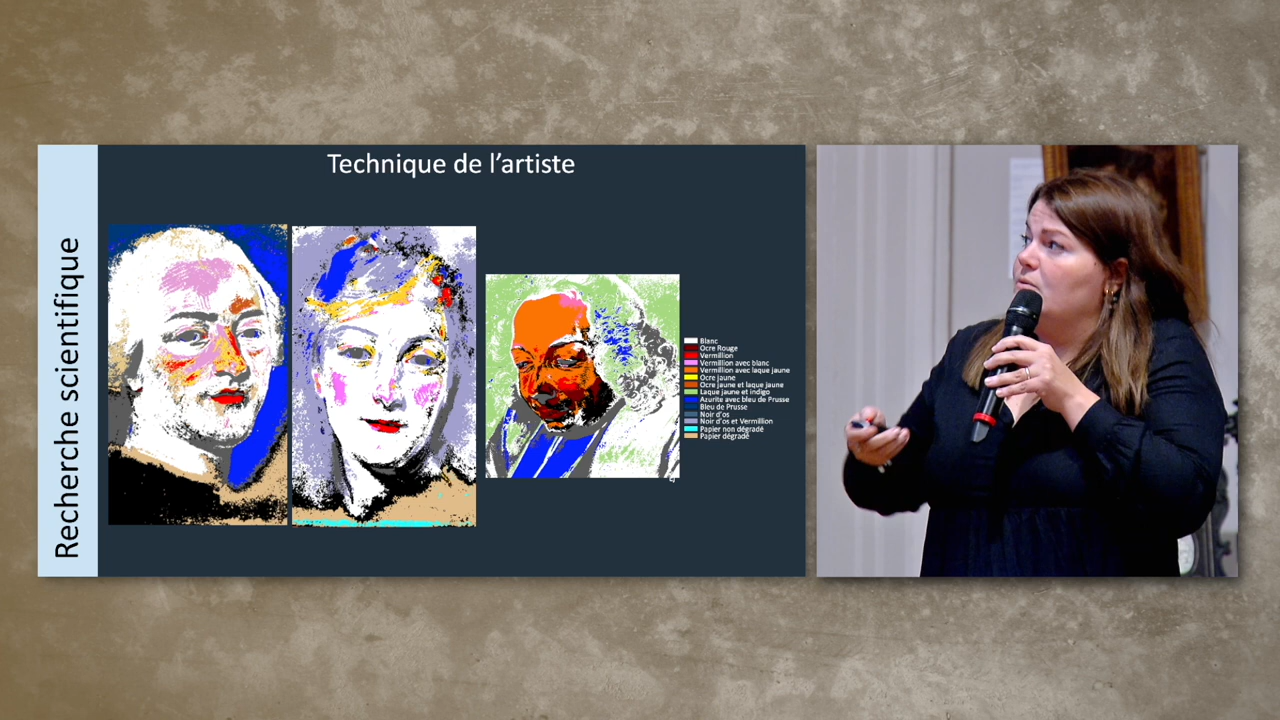 Technique de l'artiste
Recherche scientifique
Blanc
Ocre Rouge
Vermillion
Vermillion avec blanc
Vermillion avec laque jaune
Ocre jaune
Ocre jaune et laque jaune
Laque jaune et indigo
Azurite avec bleu de Prusse
Bleu de Prusse
Noir d'os
Noir d'os et Vermillion
Papier non dégradé
Papier dégradé